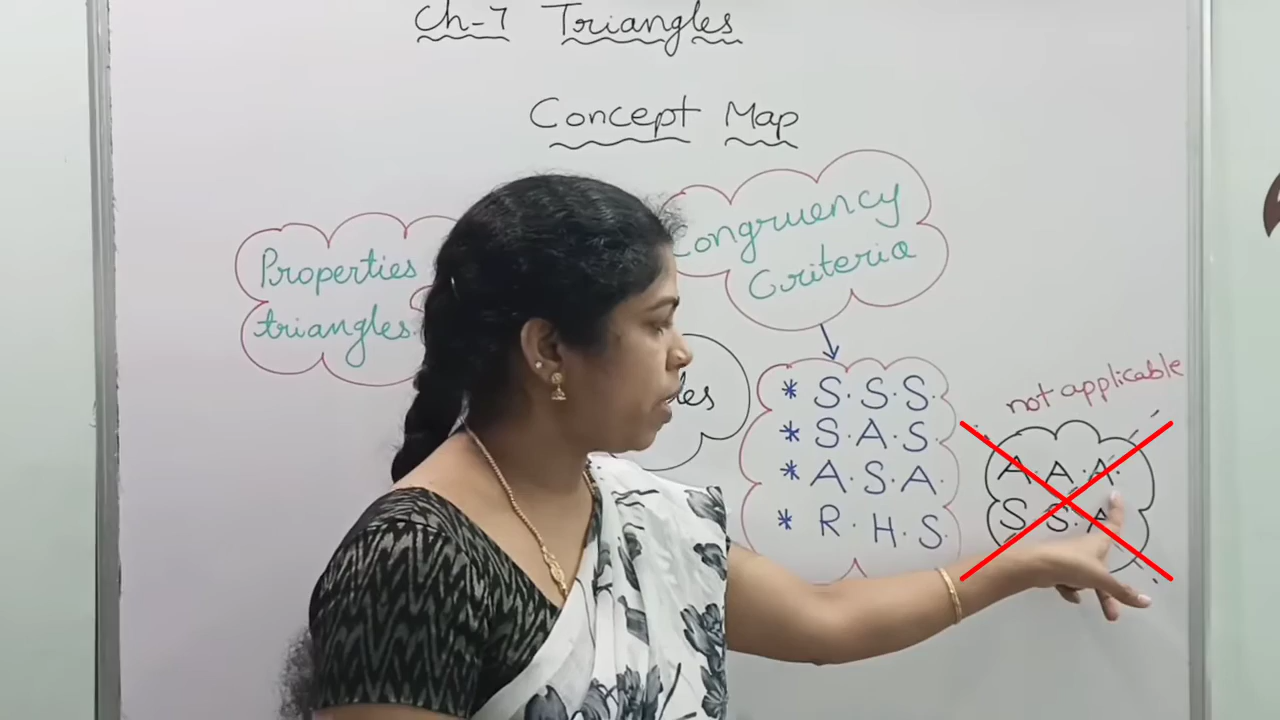 Ch-7 Triangles
Concept Map
Properties
triangles
Congruency
Criteria
* S.S.S.
* S.A.S.
* A.S.A.
* R.H.S.
not applicable
A.A.A.
S.S.A